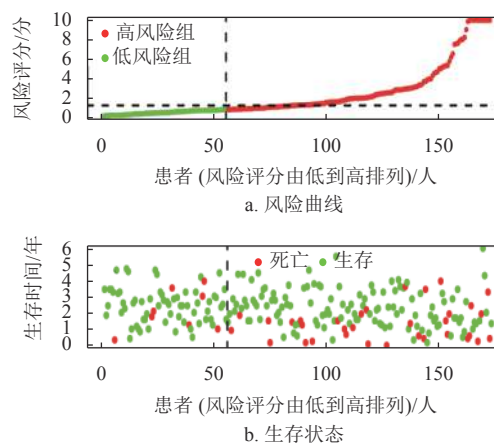 风险评分/分
10
8
6
4
2
0
高风险组
低风险组
0 50 100 150
患者 (风险评分由低到高排列)/人
a. 风险曲线
生存时间/年
6
5
4
3
2
1
0
死亡 生存
0 50 100 150
患者 (风险评分由低到高排列)/人
b. 生存状态